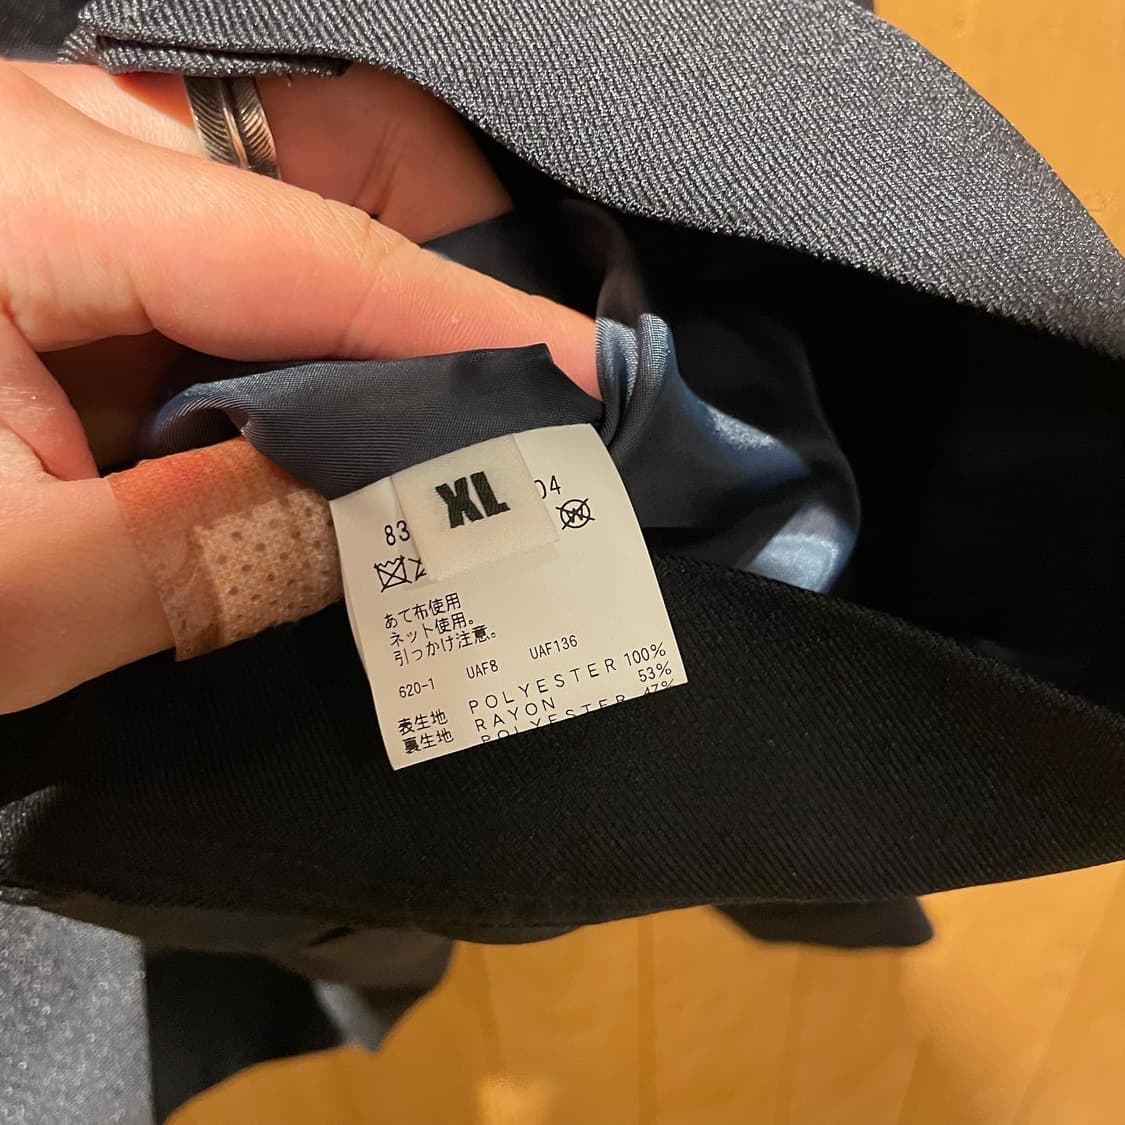 XL
83
04
W
あて布使用
ネット使用。
引っかけ注意。
620-1 UAF8 UAF136
表生地 POLYESTER 100%
裏生地 RAYON 53%
POLYESTER 47%